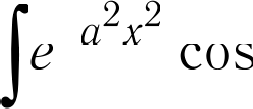 ∫e a²x² cos